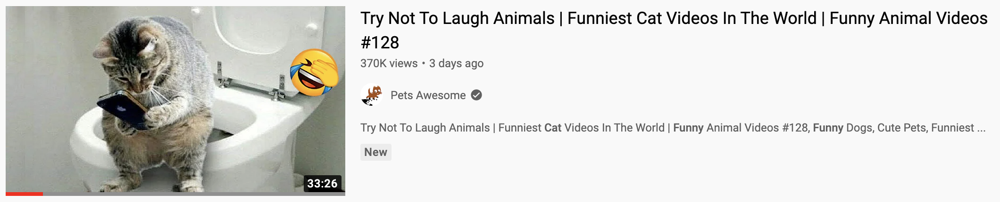 Try Not To Laugh Animals | Funniest Cat Videos In The World | Funny Animal Videos
#128
370K views • 3 days ago
Pets Awesome
Try Not To Laugh Animals | Funniest Cat Videos In The World | Funny Animal Videos #128, Funny Dogs, Cute Pets, Funniest ...
New
33:26